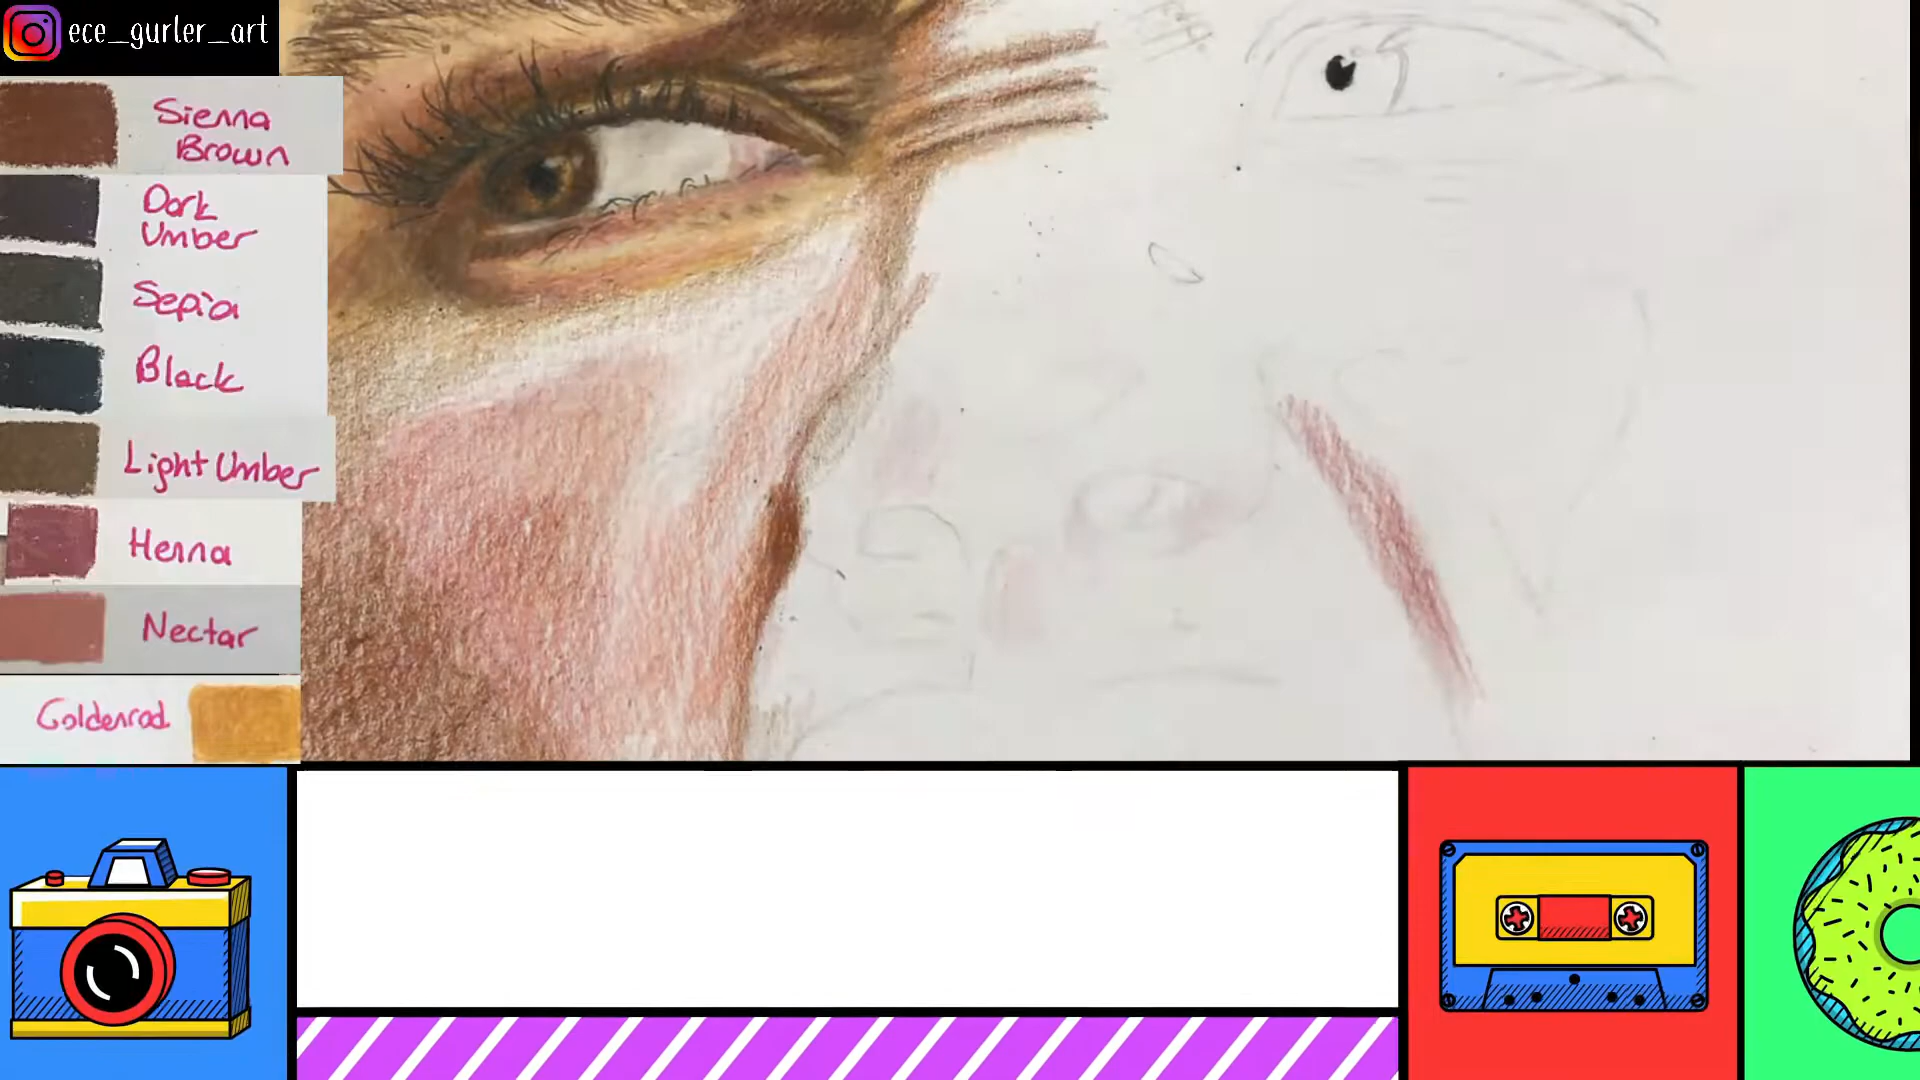 ece_gurler_art
Sienna
Brown
Dark
Umber
Sepia
Black
Light Umber
Henna
Nectar
Goldenrod